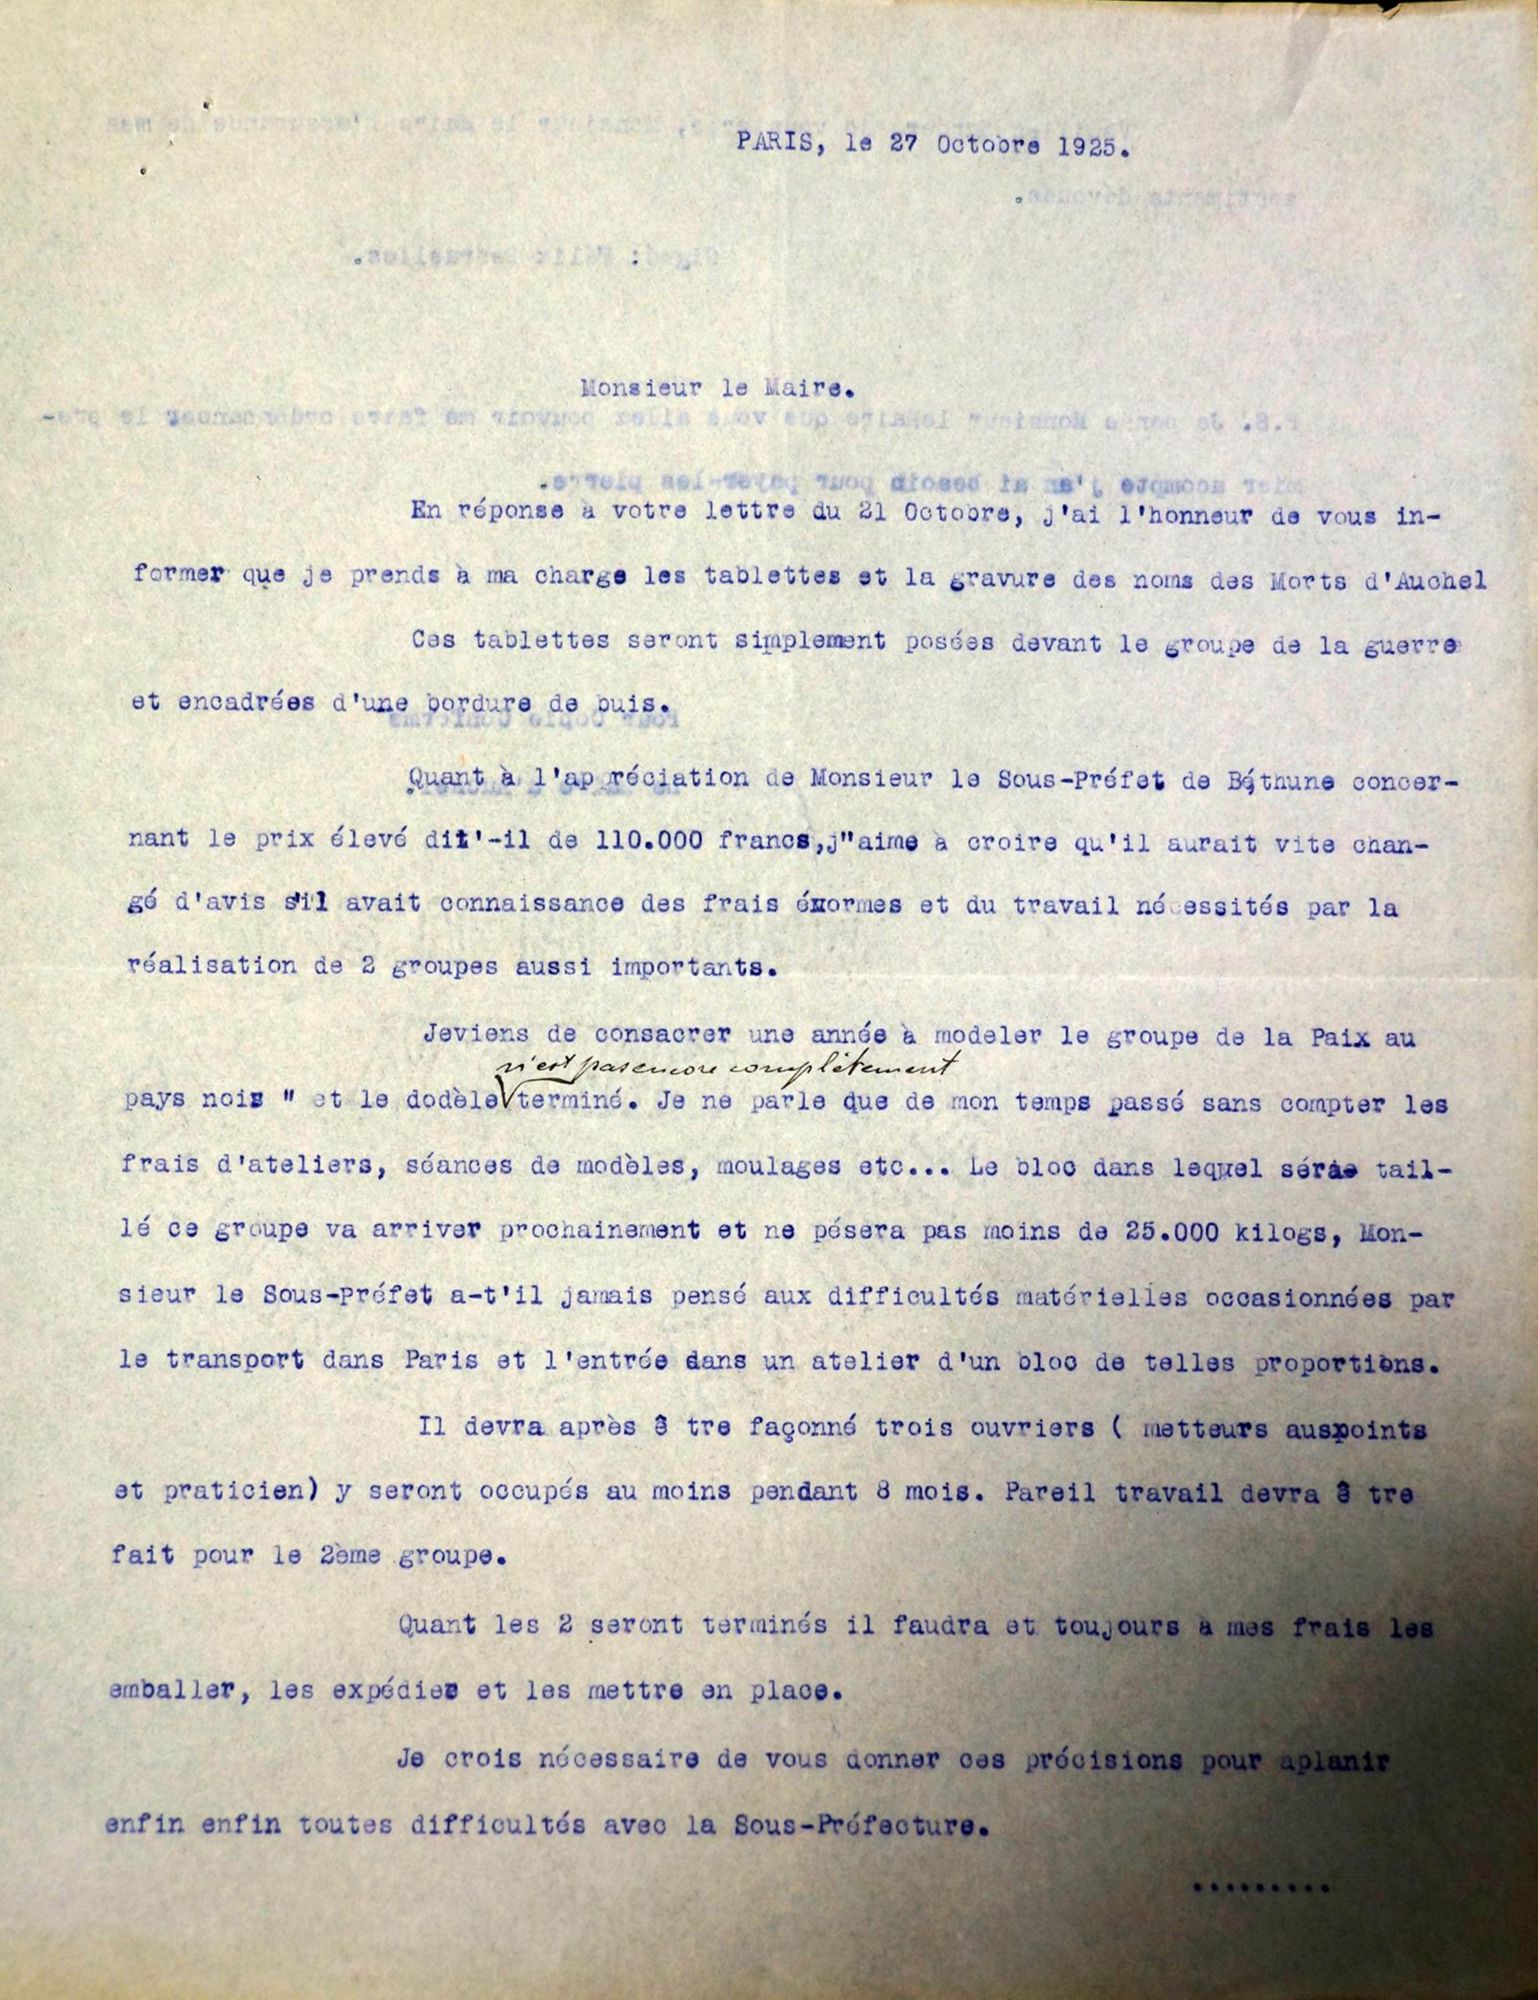 PARIS, le 27 Octobre 1925.
Monsieur le Maire.
En réponse à votre lettre du 21 Octobre, j'ai l'honneur de vous in-
former que je prends à ma charge les tablettes et la gravure des noms des Morts d'Auchel
Ces tablettes seront simplement posées devant le groupe de la guerre
et encadrées d'une bordure de buis.
Quant à l'appréciation de Monsieur le Sous-Préfet de Béthune concer-
nant le prix élevé dit'-il de 110.000 francs,j"aime à croire qu'il aurait vite chan-
gé d'avis s'il avait connaissance des frais énormes et du travail nécessités par la
réalisation de 2 groupes aussi importants.
Jeviens de consacrer une année à modeler le groupe de la Paix au
n'est pas encore complètement
pays noir " et le dodèle terminé. Je ne parle que de mon temps passé sans compter les
frais d'ateliers, séances de modèles, moulages etc... Le bloc dans lequel séra tail-
lé ce groupe va arriver prochainement et ne pésera pas moins de 25.000 kilogs, Mon-
sieur le Sous-Préfet a-t'il jamais pensé aux difficultés matérielles occasionnées par
le transport dans Paris et l'entrée dans un atelier d'un bloc de telles proportions.
Il devra après ê tre façonné trois ouvriers ( metteurs aux points
et praticien) y seront occupés au moins pendant 8 mois. Pareil travail devra ê tre
fait pour le 2ème groupe.
Quant les 2 seront terminés il faudra et toujours à mes frais les
emballer, les expédier et les mettre en place.
Je crois nécessaire de vous donner ces précisions pour aplanir
enfin enfin toutes difficultés avec la Sous-Préfecture.
.........